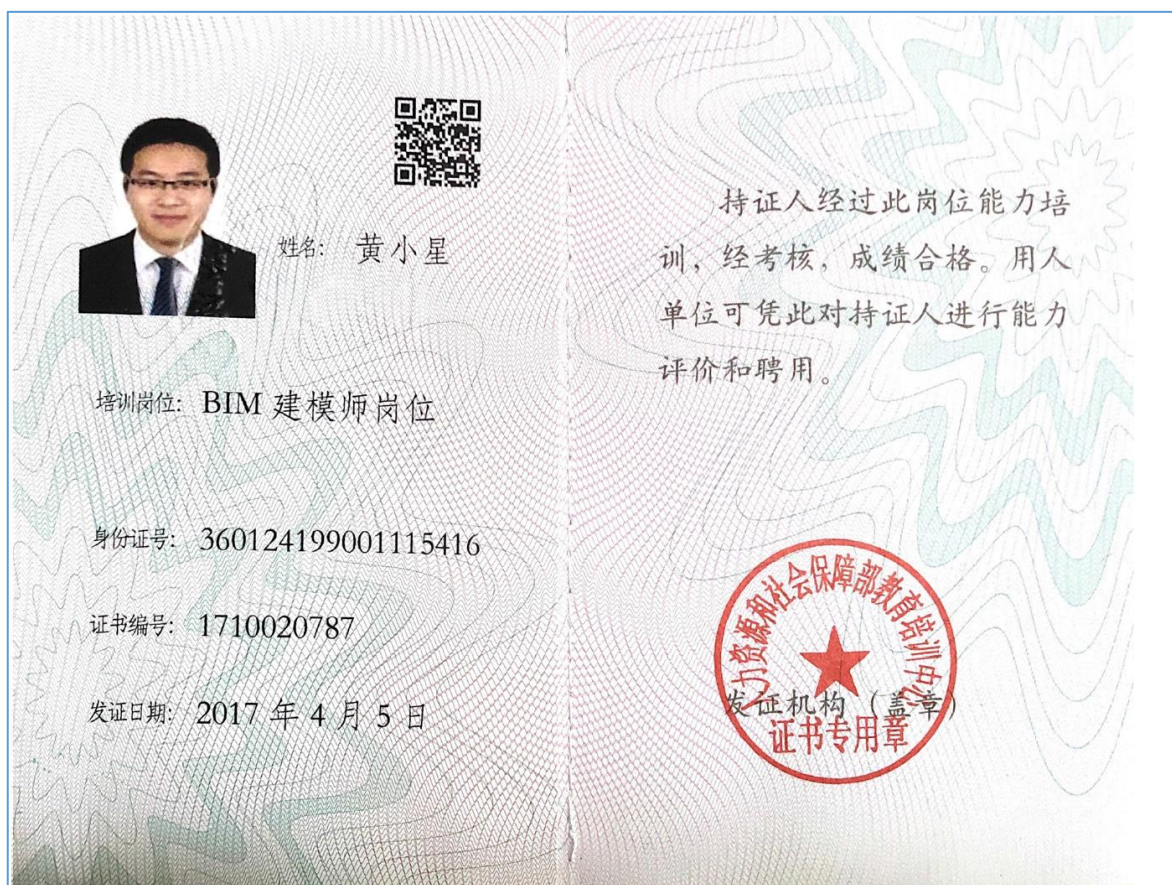 姓名: 黄小星
培训岗位: BIM 建模师岗位
身份证号: 360124199001115416
证书编号: 1710020787
发证日期: 2017 年 4 月 5 日
持证人经过此岗位能力培
训，经考核，成绩合格。用人
单位可凭此对持证人进行能力
评价和聘用。
人力资源和社会保障部教育培训中心
发证机构（盖章）
证书专用章